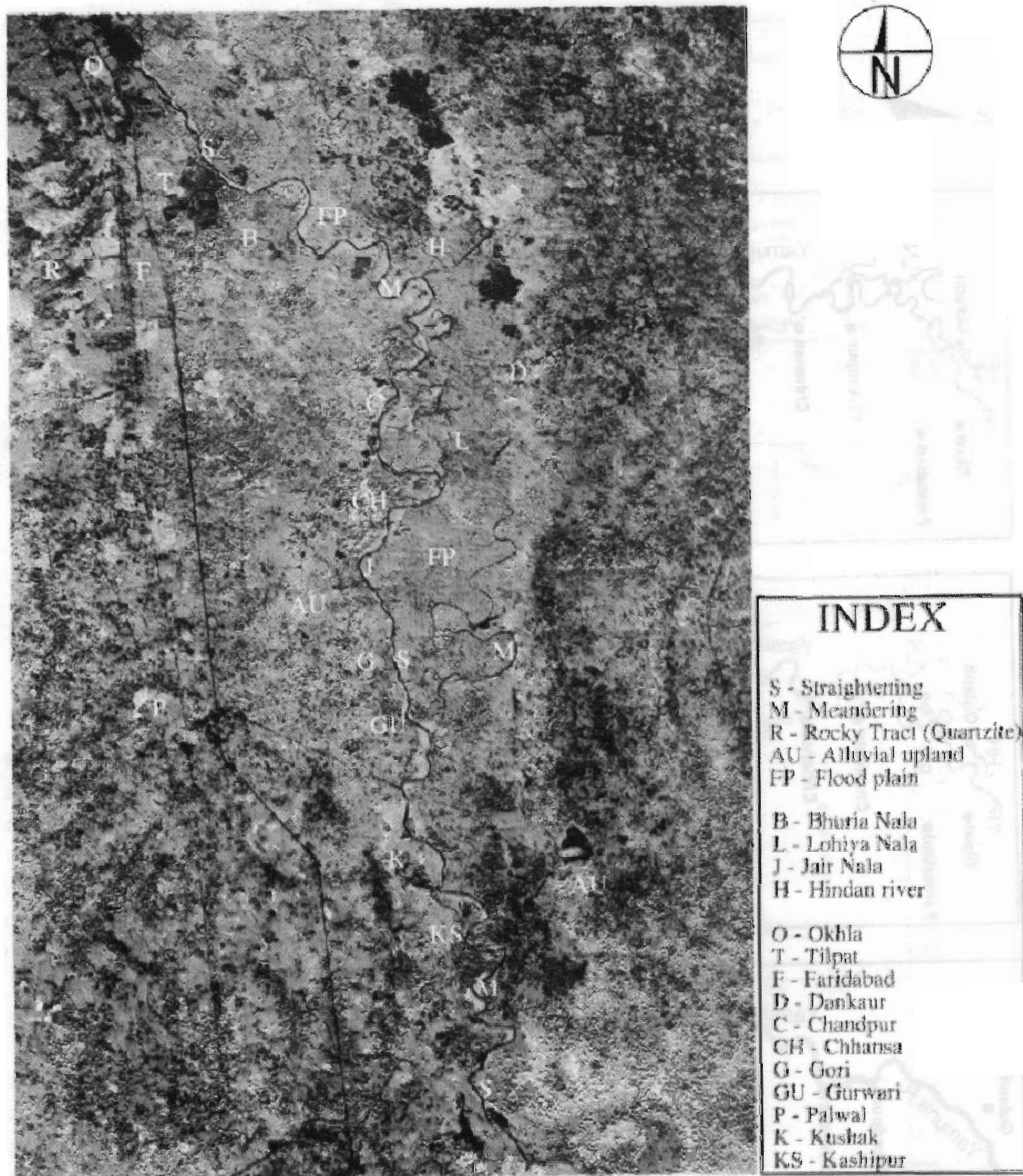 N
O
S
T
FP
B
H
R
F
M
D
C
L
CH
FP
J
AU
G
S
M
GU
P
K
AU
KS
M
S
INDEX
S - Straightening
M - Meandering
R - Rocky Tract (Quartzite)
AU - Alluvial upland
FP - Flood plain
B - Bhuria Nala
L - Lohiya Nala
J - Jair Nala
H - Hindan river
O - Okhla
T - Tilpat
F - Faridabad
D - Dankaur
C - Chandpur
CH - Chhansa
G - Gori
GU - Gurwari
P - Palwal
K - Kushak
KS - Kashipur